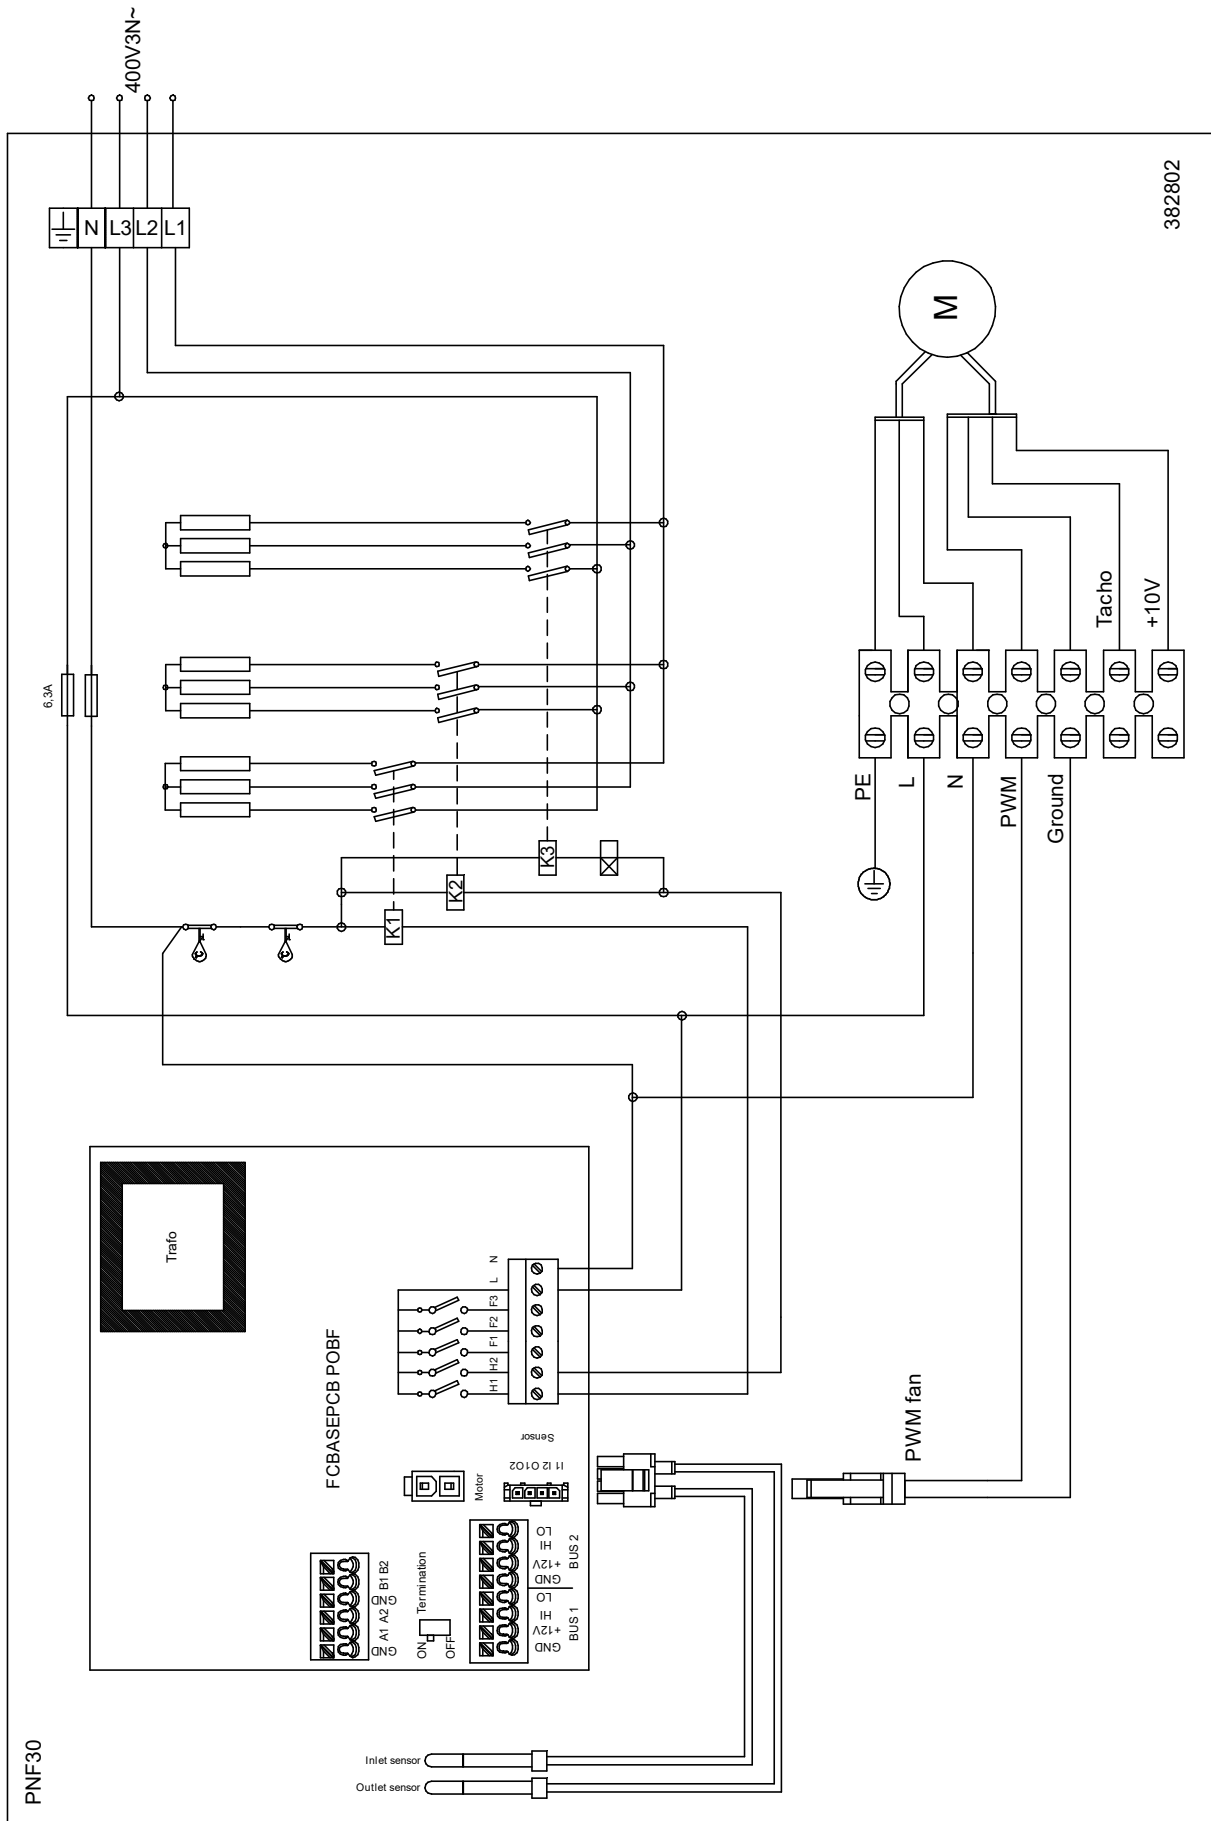 400V3N~
N
L3
L2
L1
382802
M
6,3A
Tacho
+10V
PE
L
N
PWM
Ground
K3
K2
K1
Trafo
FCBASEPCB POBF
H1 H2 F1 F2 F3 L N
Sensor
I1 I2 O1O2
Motor
PWM fan
GND A1 A2 GND B1 B2
Termination
ON
OFF
GND +12V HI LO GND +12V HI LO
BUS 1 BUS 2
Inlet sensor
Outlet sensor
PNF30